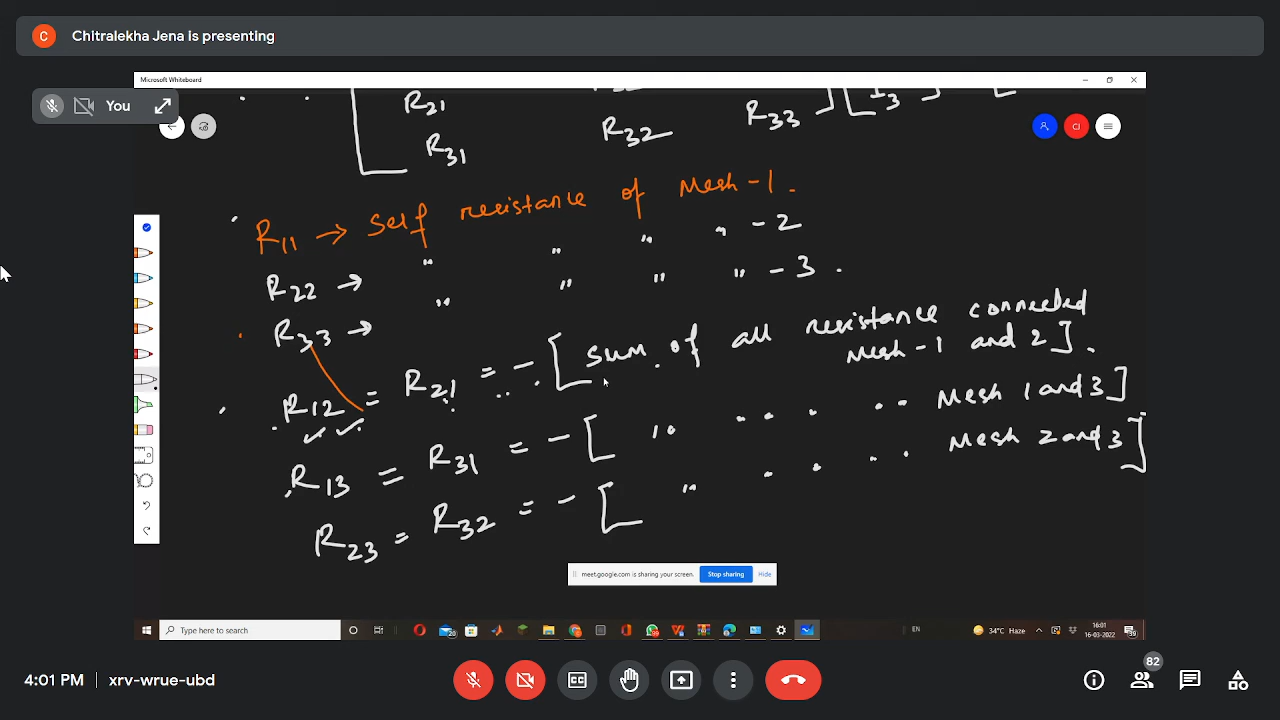 Chitralekha Jena is presenting
Microsoft Whiteboard
You
CJ
R21 R32 R33 I3
R31
R11 → Self resistance of Mesh-1.
R22 → " " " " -2
R33 → " " " " -3.
R12 = R21 = -[Sum of all resistance connected
Mesh-1 and 2].
R13 = R31 = -[ " " " " " Mesh 1 and 3]
R23 = R32 = -[ " " " " " Mesh 2 and 3]
meet.google.com is sharing your screen. Stop sharing Hide
Type here to search
EN 34°C Haze 16:01
16-03-2022
4:01 PM | xrv-wrue-ubd
82